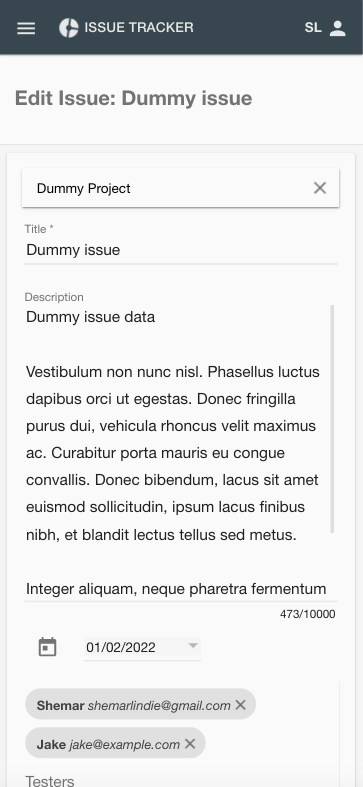 ISSUE TRACKER
SL
Edit Issue: Dummy issue
Dummy Project
Title *
Dummy issue
Description
Dummy issue data
Vestibulum non nunc nisl. Phasellus luctus
dapibus orci ut egestas. Donec fringilla
purus dui, vehicula rhoncus velit maximus
ac. Curabitur porta mauris eu congue
convallis. Donec bibendum, lacus sit amet
euismod sollicitudin, ipsum lacus finibus
nibh, et blandit lectus tellus sed metus.
Integer aliquam, neque pharetra fermentum
473/10000
01/02/2022
Shemar shemarlindie@gmail.com
Jake jake@example.com
Testers